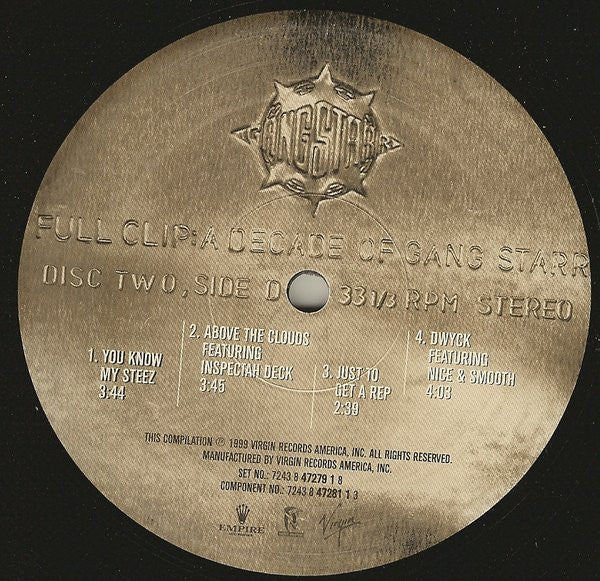 GANGSTARR
FULL CLIP: A DECADE OF GANG STARR
DISC TWO, SIDE D 33 1/3 RPM STEREO
1. YOU KNOW
MY STEEZ
3:44
2. ABOVE THE CLOUDS
FEATURING
INSPECTAH DECK
3:45
3. JUST TO
GET A REP
2:39
4. DWYCK
FEATURING
NICE & SMOOTH
4:03
THIS COMPILATION ℗ 1999 VIRGIN RECORDS AMERICA, INC. ALL RIGHTS RESERVED.
MANUFACTURED BY VIRGIN RECORDS AMERICA, INC.
SET NO.: 7243 8 47279 1 8
COMPONENT NO.: 7243 8 47281 1 3
EMPIRE
Virgin